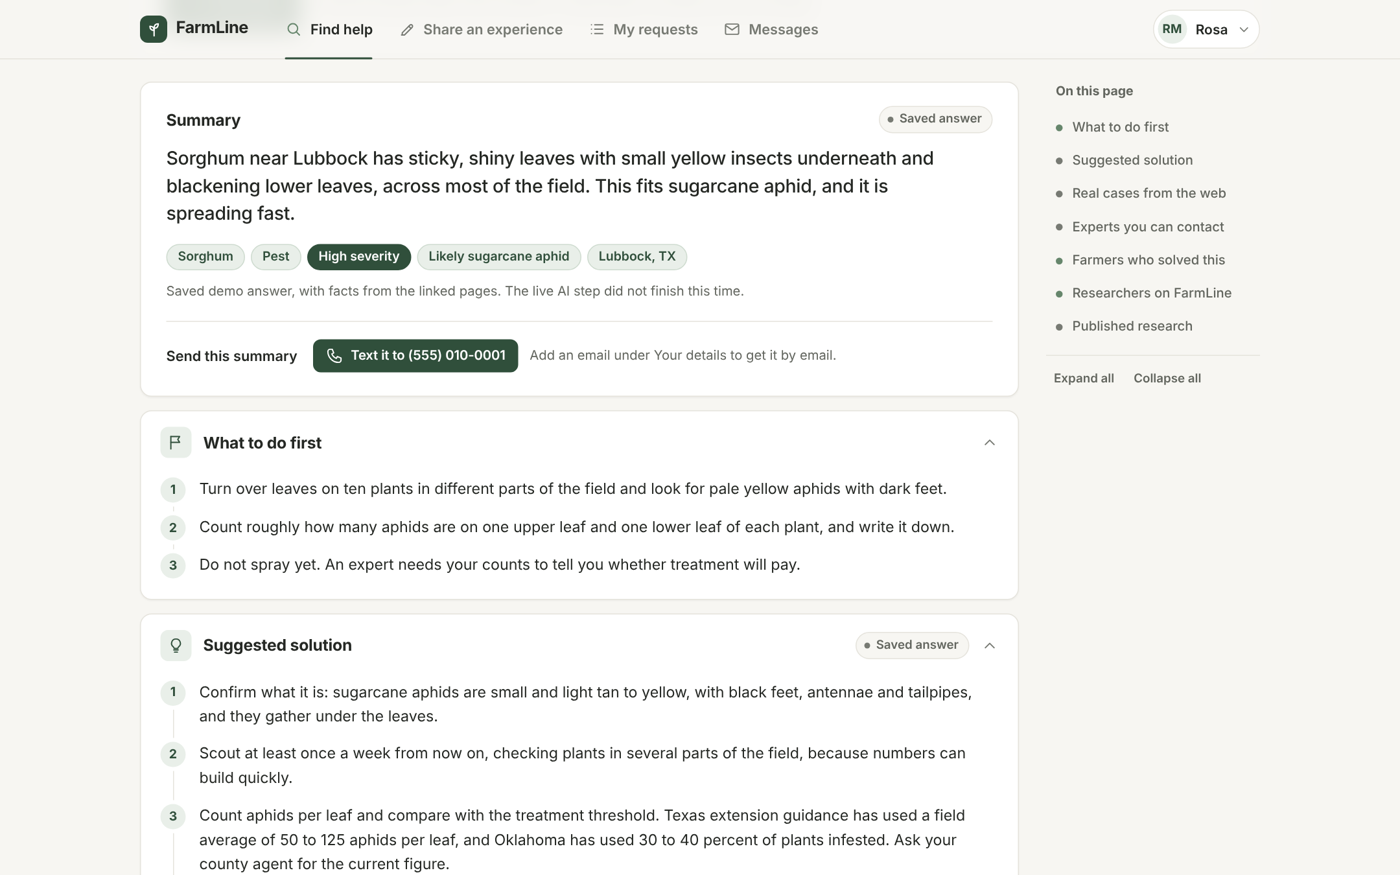 FarmLine
Find help
Share an experience
My requests
Messages
RM
Rosa
Summary
Saved answer
Sorghum near Lubbock has sticky, shiny leaves with small yellow insects underneath and
blackening lower leaves, across most of the field. This fits sugarcane aphid, and it is
spreading fast.
Sorghum
Pest
High severity
Likely sugarcane aphid
Lubbock, TX
Saved demo answer, with facts from the linked pages. The live AI step did not finish this time.
Send this summary
Text it to (555) 010-0001
Add an email under Your details to get it by email.
What to do first
1 Turn over leaves on ten plants in different parts of the field and look for pale yellow aphids with dark feet.
2 Count roughly how many aphids are on one upper leaf and one lower leaf of each plant, and write it down.
3 Do not spray yet. An expert needs your counts to tell you whether treatment will pay.
Suggested solution
Saved answer
1 Confirm what it is: sugarcane aphids are small and light tan to yellow, with black feet, antennae and tailpipes,
and they gather under the leaves.
2 Scout at least once a week from now on, checking plants in several parts of the field, because numbers can
build quickly.
3 Count aphids per leaf and compare with the treatment threshold. Texas extension guidance has used a field
average of 50 to 125 aphids per leaf, and Oklahoma has used 30 to 40 percent of plants infested. Ask your
county agent for the current figure.
On this page
What to do first
Suggested solution
Real cases from the web
Experts you can contact
Farmers who solved this
Researchers on FarmLine
Published research
Expand all
Collapse all